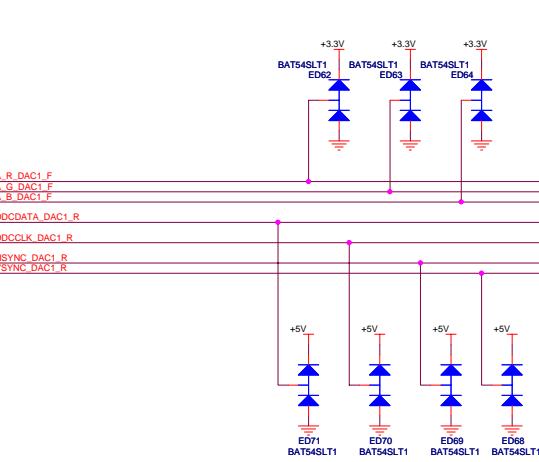 +3.3V +3.3V +3.3V
BAT54SLT1 BAT54SLT1 BAT54SLT1
ED62 ED63 ED64
_R_DAC1_F
_G_DAC1_F
_B_DAC1_F
DDCDATA_DAC1_R
DDCCLK_DAC1_R
HSYNC_DAC1_R
VSYNC_DAC1_R
+5V +5V +5V +5V
ED71 ED70 ED69 ED68
BAT54SLT1 BAT54SLT1 BAT54SLT1 BAT54SLT1